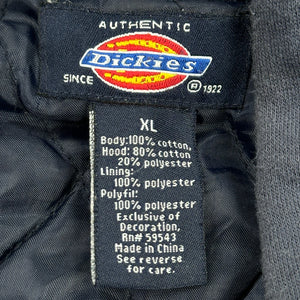 AUTHENTIC
Dickies
SINCE ® 1922
XL
Body:100% cotton,
Hood: 80% cotton
20% polyester
Lining:
100% polyester
Polyfil:
100% polyester
Exclusive of
Decoration,
Rn# 59543
Made in China
See reverse
for care.